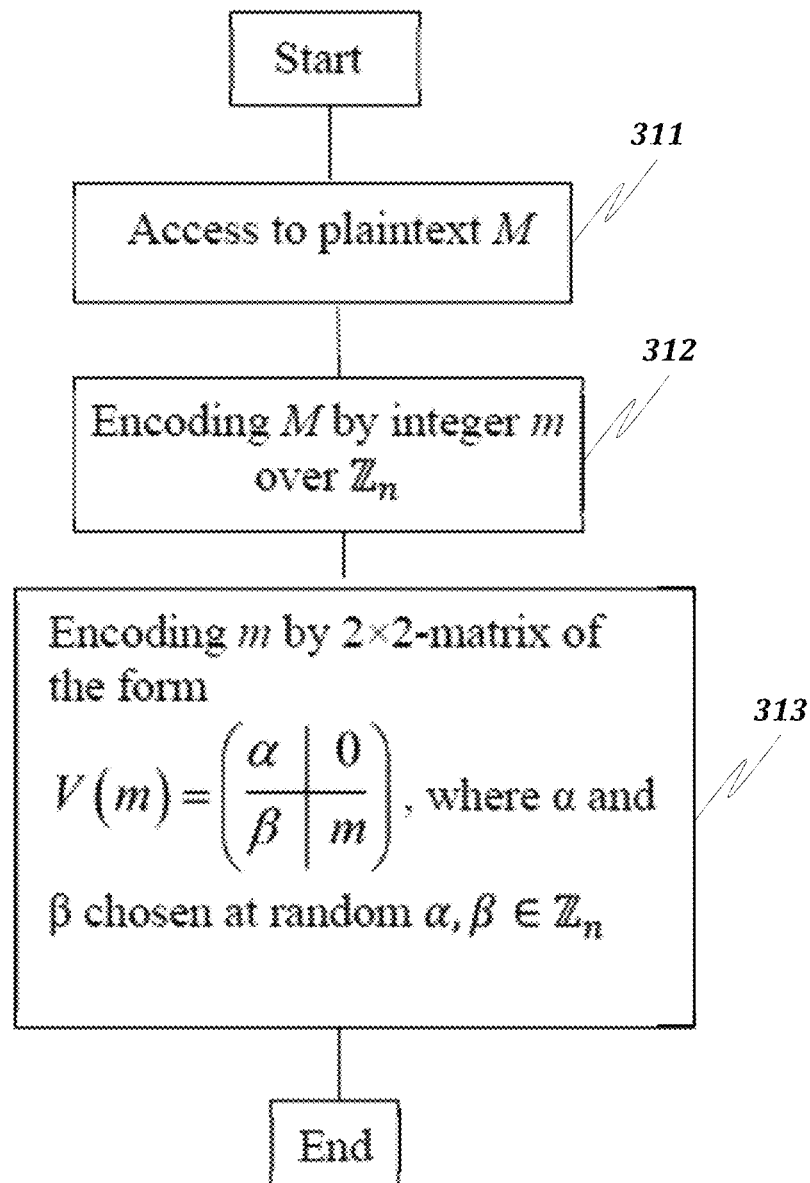 Start
311
Access to plaintext M
312
Encoding M by integer m
over ℤn
Encoding m by 2×2-matrix of
the form
313
α | 0
V(m) = ( ), where α and
β | m
β chosen at random α, β ∈ ℤn
End